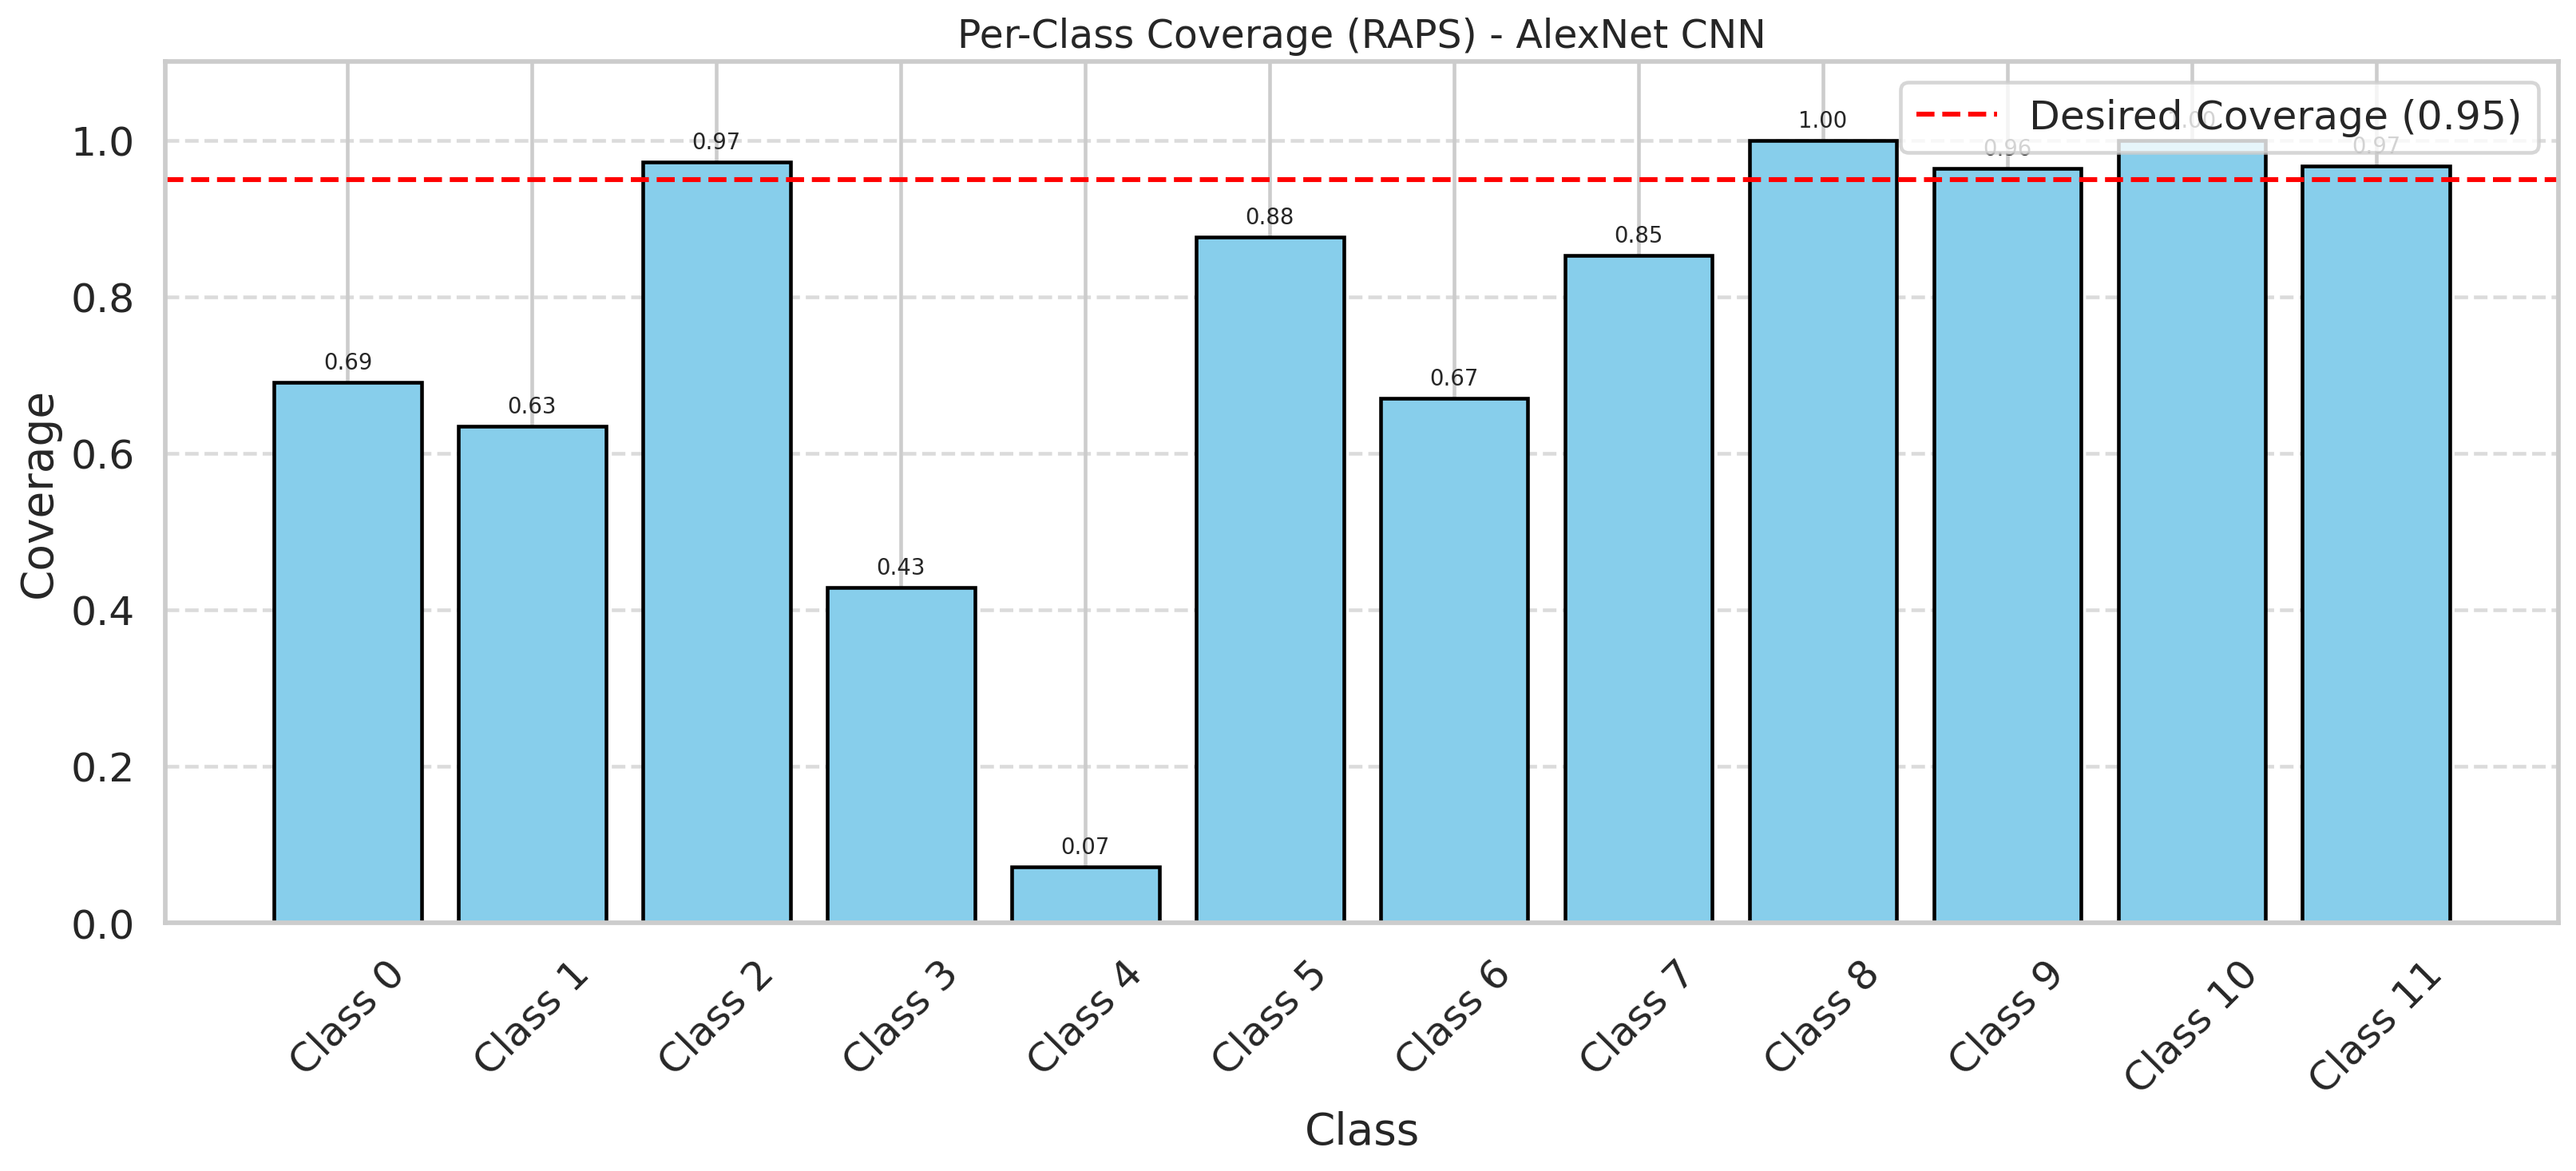 Per-Class Coverage (RAPS) - AlexNet CNN
Desired Coverage (0.95)
1.0
0.8
0.6
0.4
0.2
0.0
Coverage
0.69
0.63
0.97
0.43
0.07
0.88
0.67
0.85
1.00
0.96
1.00
0.97
Class 0
Class 1
Class 2
Class 3
Class 4
Class 5
Class 6
Class 7
Class 8
Class 9
Class 10
Class 11
Class